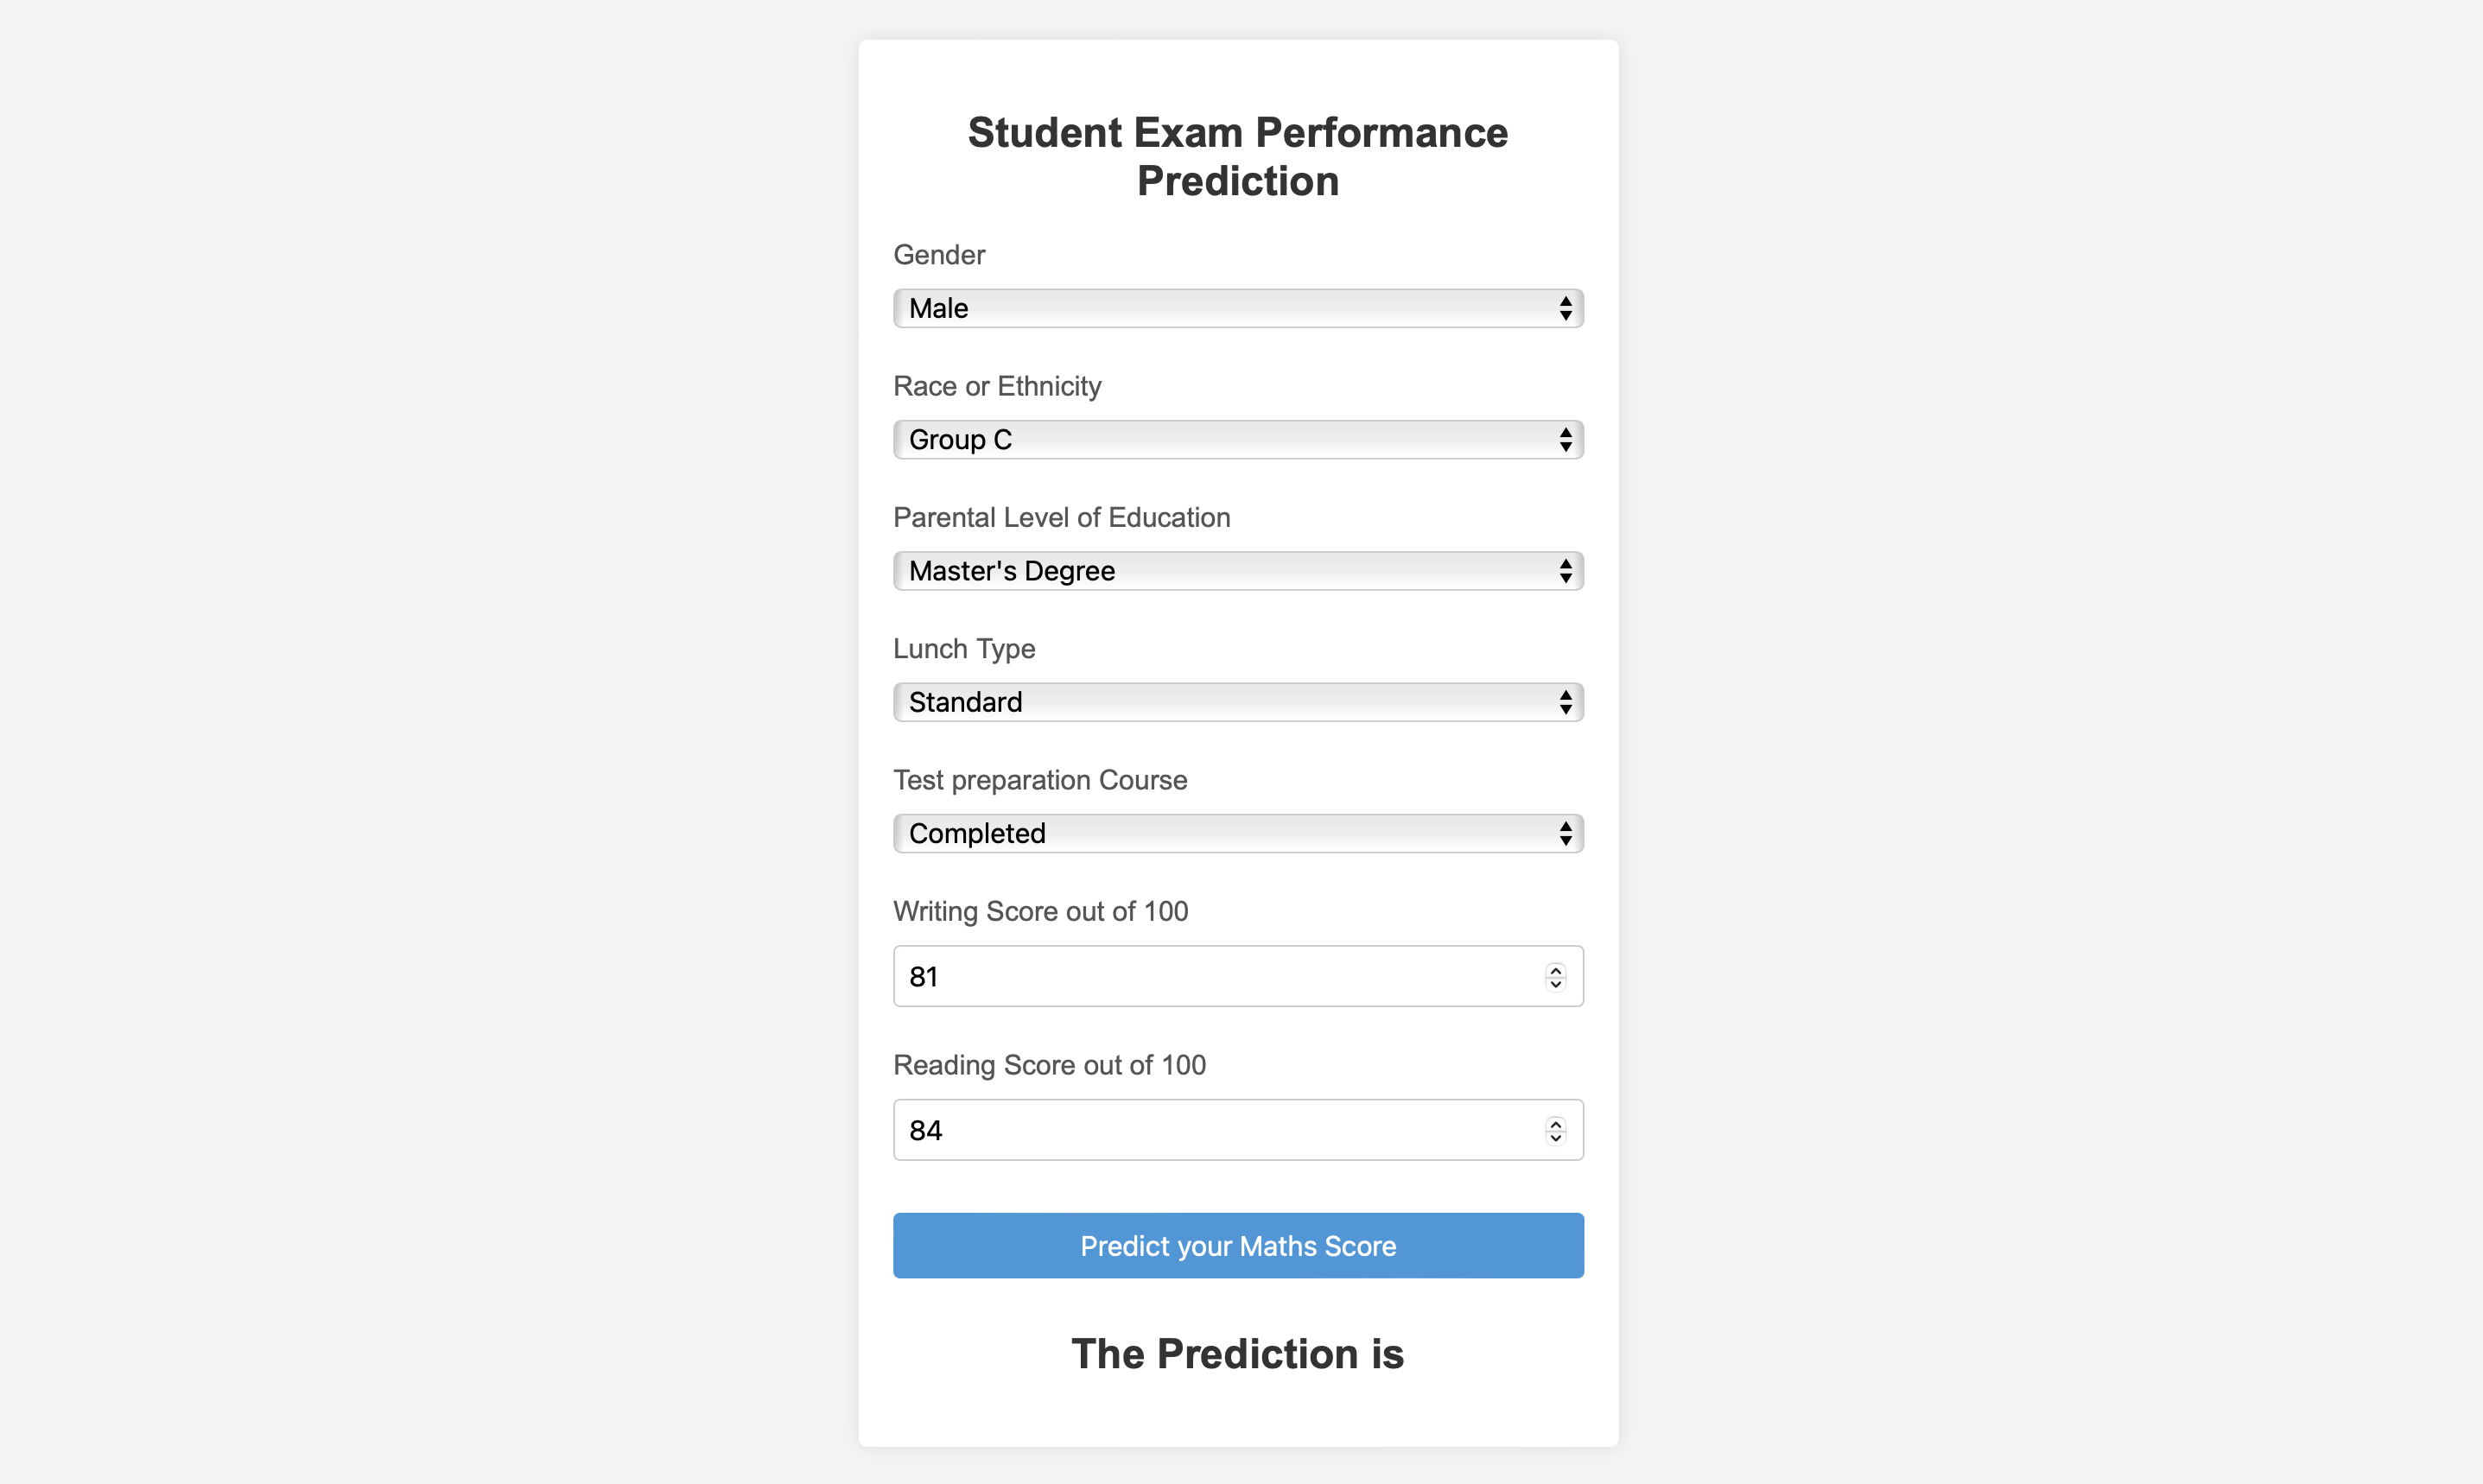 Student Exam Performance
Prediction
Gender
Male
Race or Ethnicity
Group C
Parental Level of Education
Master's Degree
Lunch Type
Standard
Test preparation Course
Completed
Writing Score out of 100
81
Reading Score out of 100
84
Predict your Maths Score
The Prediction is